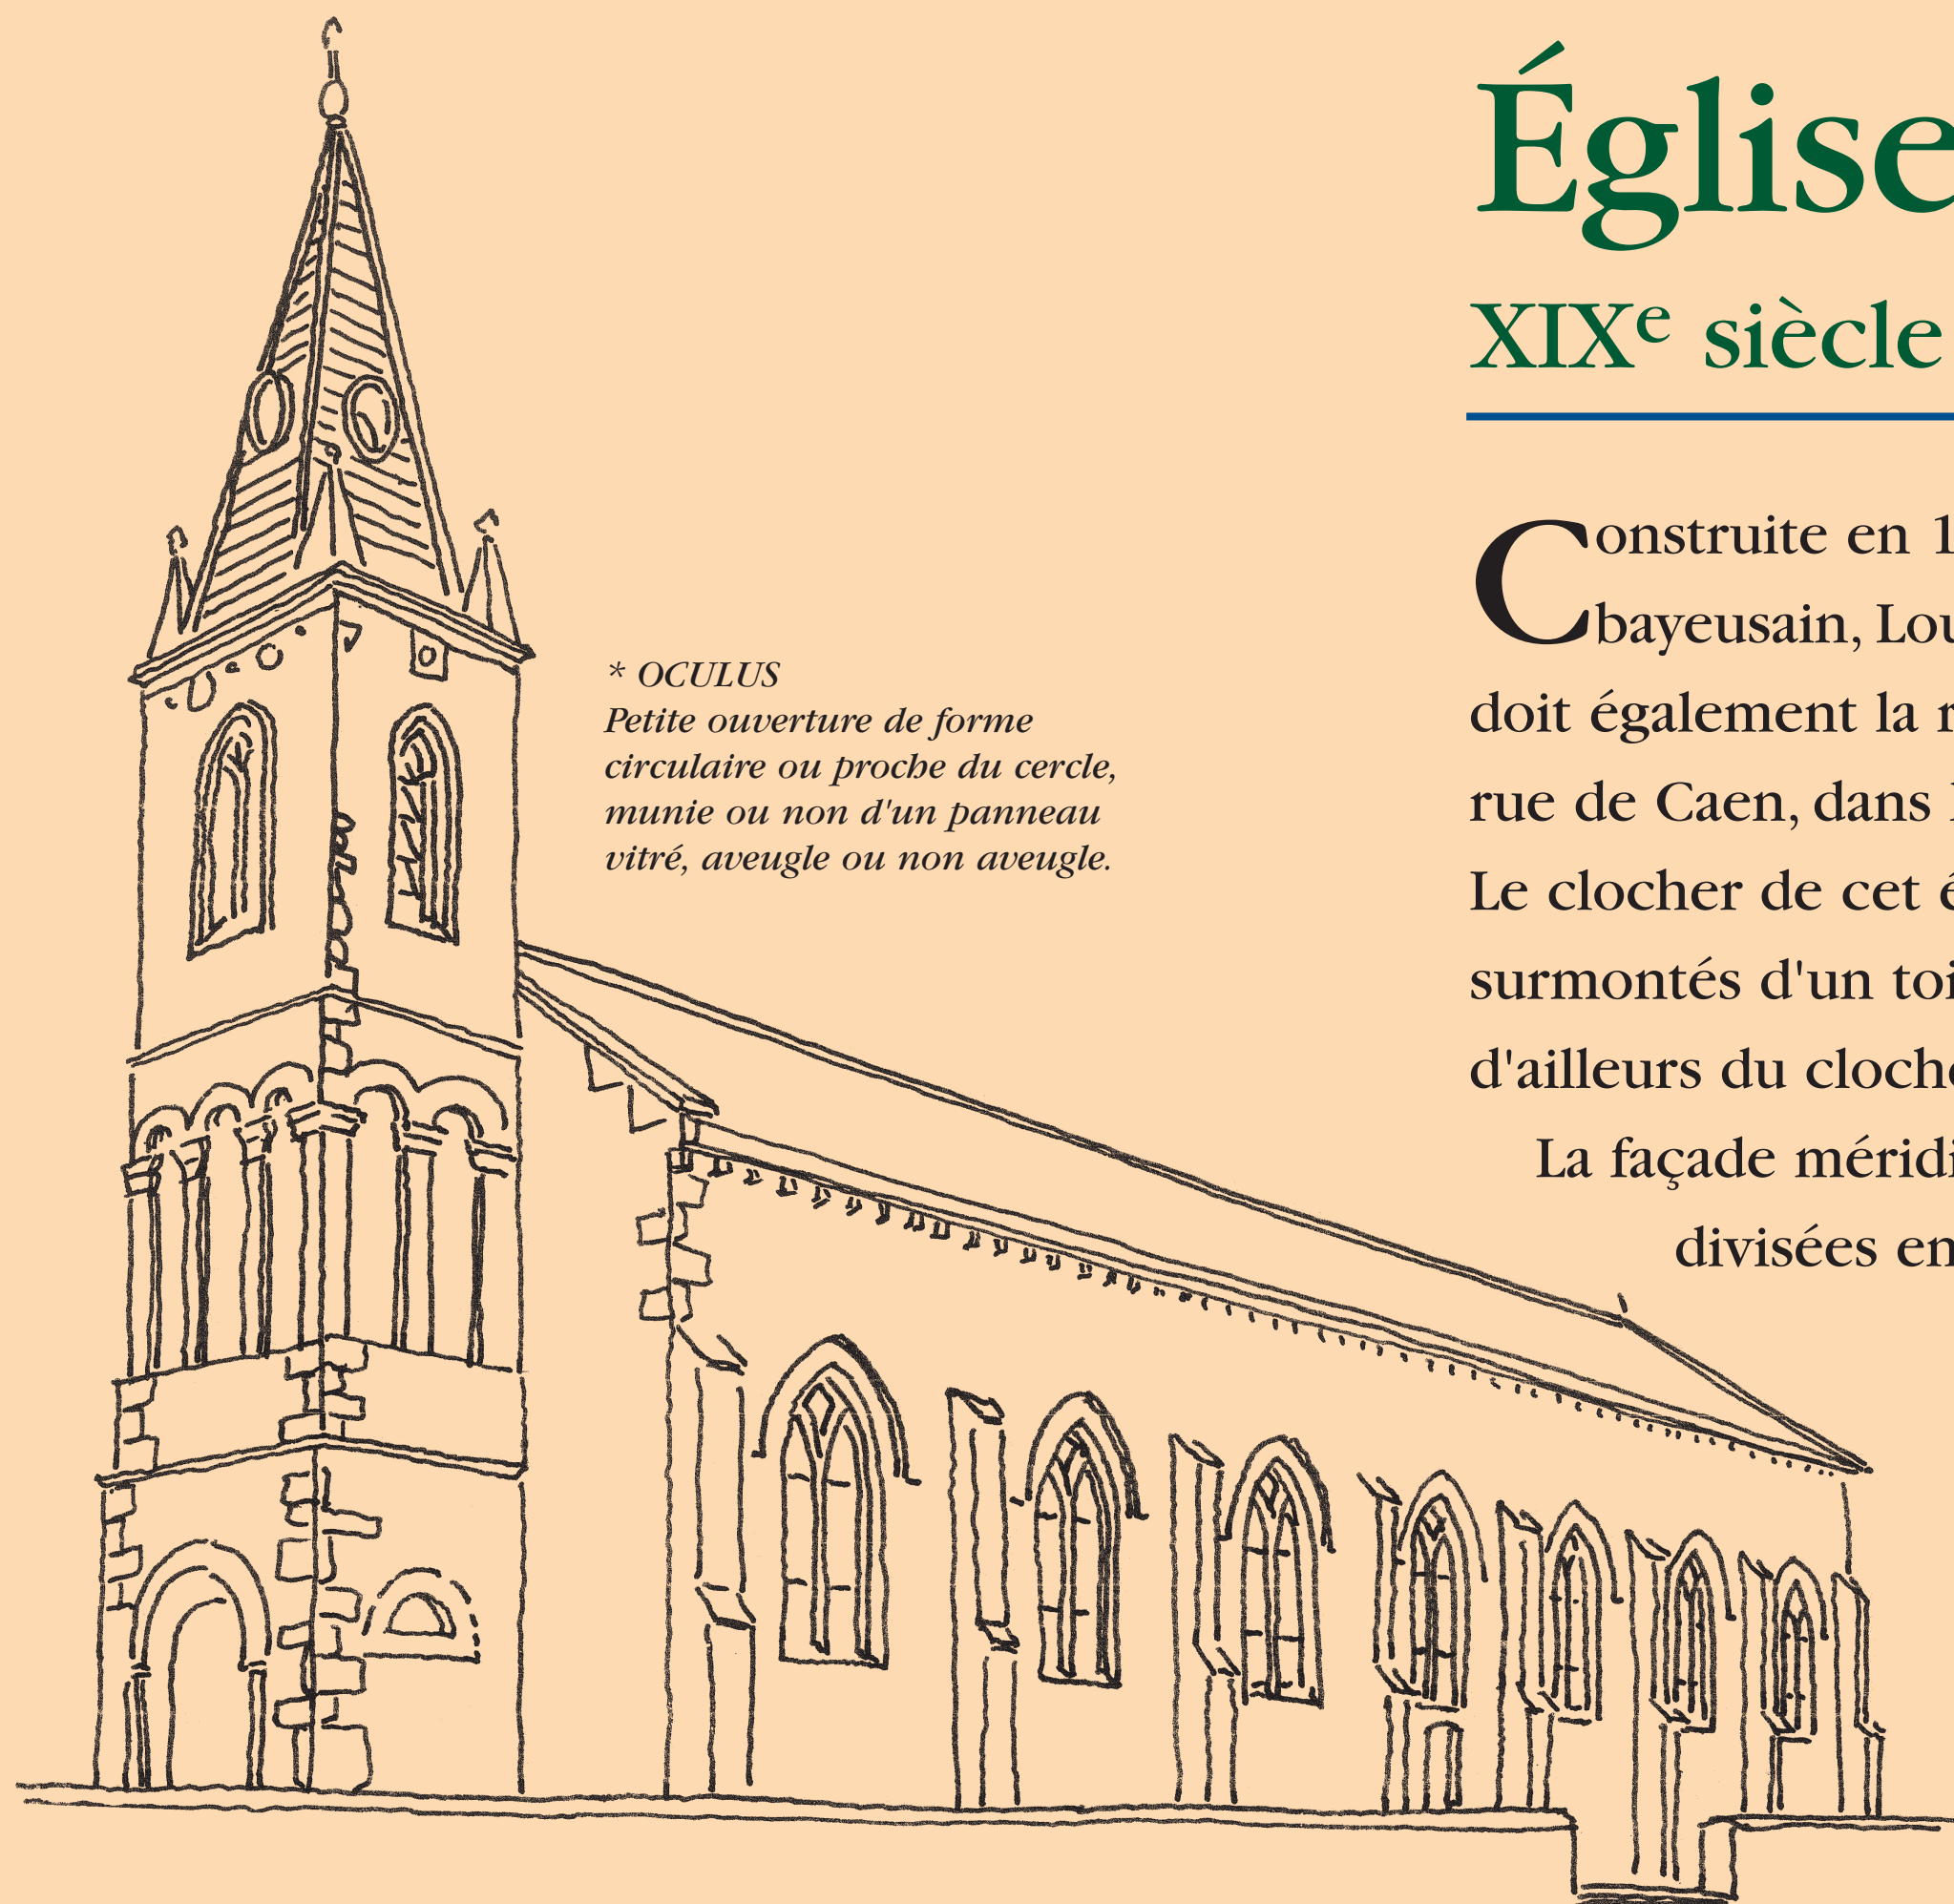 Église
XIXe siècle
* OCULUS
Petite ouverture de forme
circulaire ou proche du cercle,
munie ou non d'un panneau
vitré, aveugle ou non aveugle.
Construite en 1
bayeusain, Lou
doit également la r
rue de Caen, dans
Le clocher de cet é
surmontés d'un toi
d'ailleurs du cloche
La façade méridi
divisées en